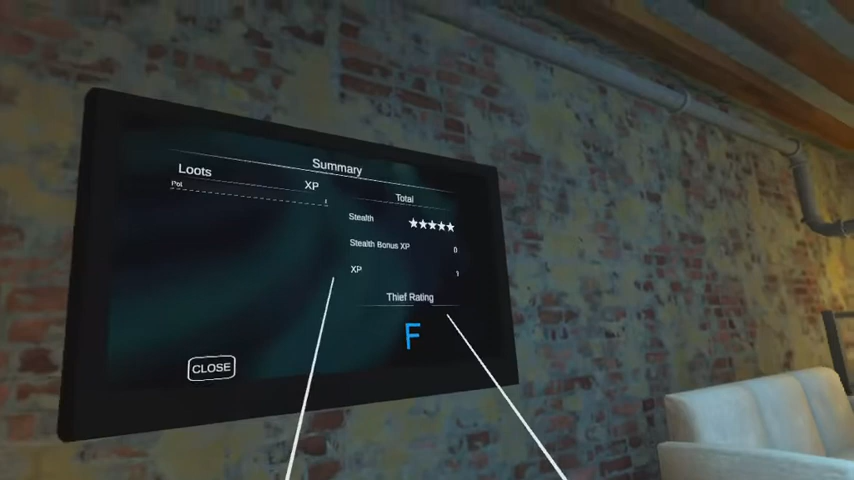 Summary
Loots XP
Pot 1
Total
Stealth ★★★★★
Stealth Bonus XP 0
XP 1
Thief Rating
F
CLOSE